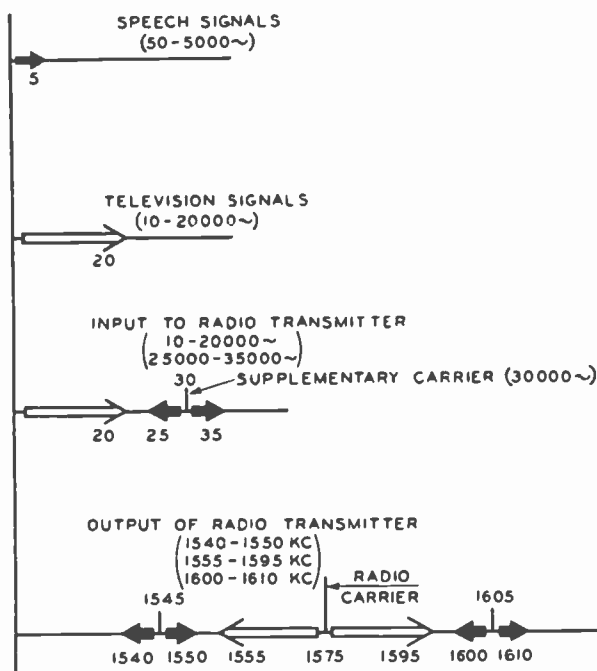 SPEECH SIGNALS
(50-5000~)
5
TELEVISION SIGNALS
(10-20000~)
20
INPUT TO RADIO TRANSMITTER
(10-20000~
25000-35000~)
30 SUPPLEMENTARY CARRIER (30000~)
20 25 35
OUTPUT OF RADIO TRANSMITTER
(1540-1550 KC
1555-1595 KC
1600-1610 KC)
1545 RADIO CARRIER 1605
1540 1550 1555 1575 1595 1600 1610